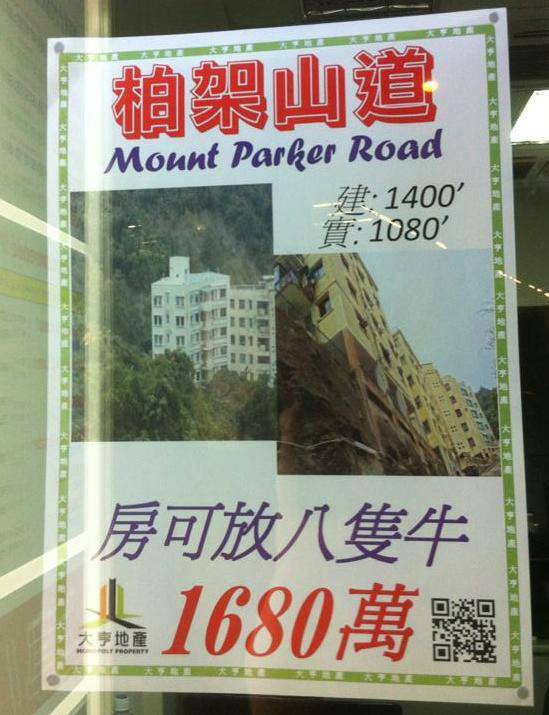 柏架山道
Mount Parker Road
建: 1400’
實: 1080’
房可放八隻牛
1680萬
大亨地產
MONOPOLY PROPERTY